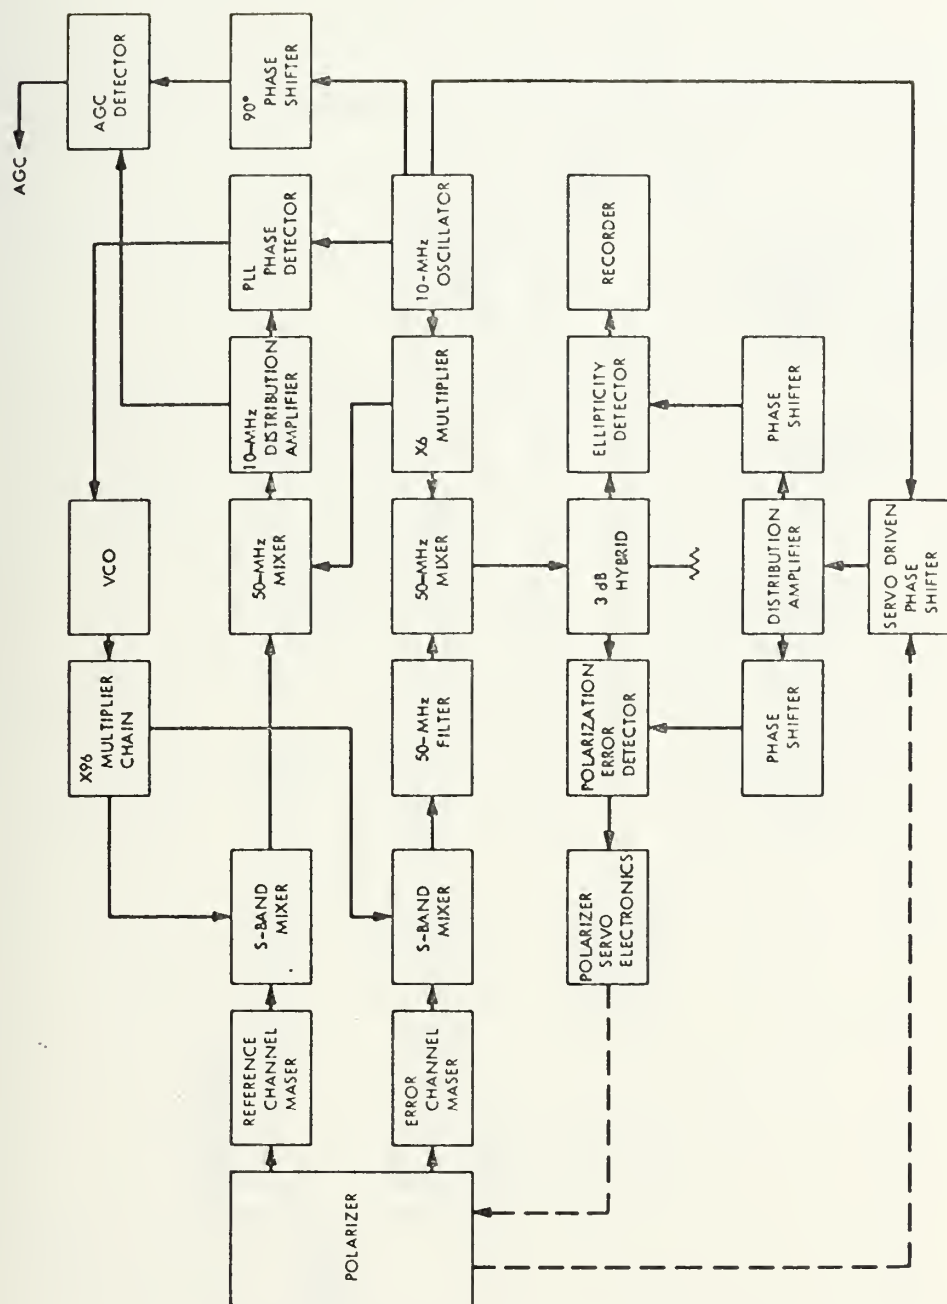 AGC
X96
MULTIPLIER
CHAIN
VCO
AGC
DETECTOR
REFERENCE
CHANNEL
MASER
S-BAND
MIXER
50-MHz
MIXER
10-MHz
DISTRIBUTION
AMPLIFIER
PLL
PHASE
DETECTOR
90°
PHASE
SHIFTER
POLARIZER
ERROR
CHANNEL
MASER
S-BAND
MIXER
50-MHz
FILTER
50-MHz
MIXER
X6
MULTIPLIER
10-MHz
OSCILLATOR
POLARIZER
SERVO
ELECTRONICS
POLARIZATION
ERROR
DETECTOR
3 dB
HYBRID
ELLIPTICITY
DETECTOR
RECORDER
PHASE
SHIFTER
DISTRIBUTION
AMPLIFIER
PHASE
SHIFTER
SERVO DRIVEN
PHASE
SHIFTER